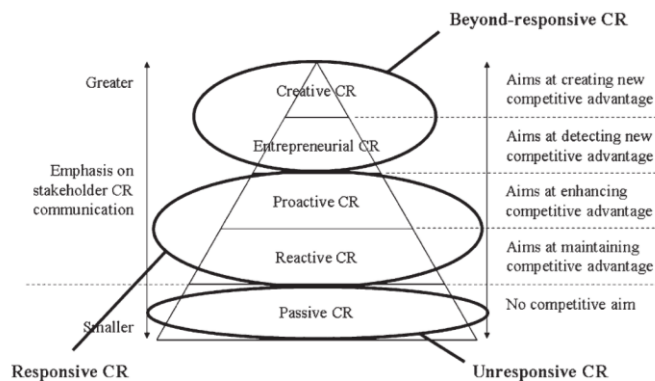 Beyond-responsive CR
Greater
Creative CR
Aims at creating new
competitive advantage
Entrepreneurial CR
Aims at detecting new
competitive advantage
Emphasis on
stakeholder CR
communication
Proactive CR
Aims at enhancing
competitive advantage
Reactive CR
Aims at maintaining
competitive advantage
Passive CR
No competitive aim
Smaller
Responsive CR
Unresponsive CR